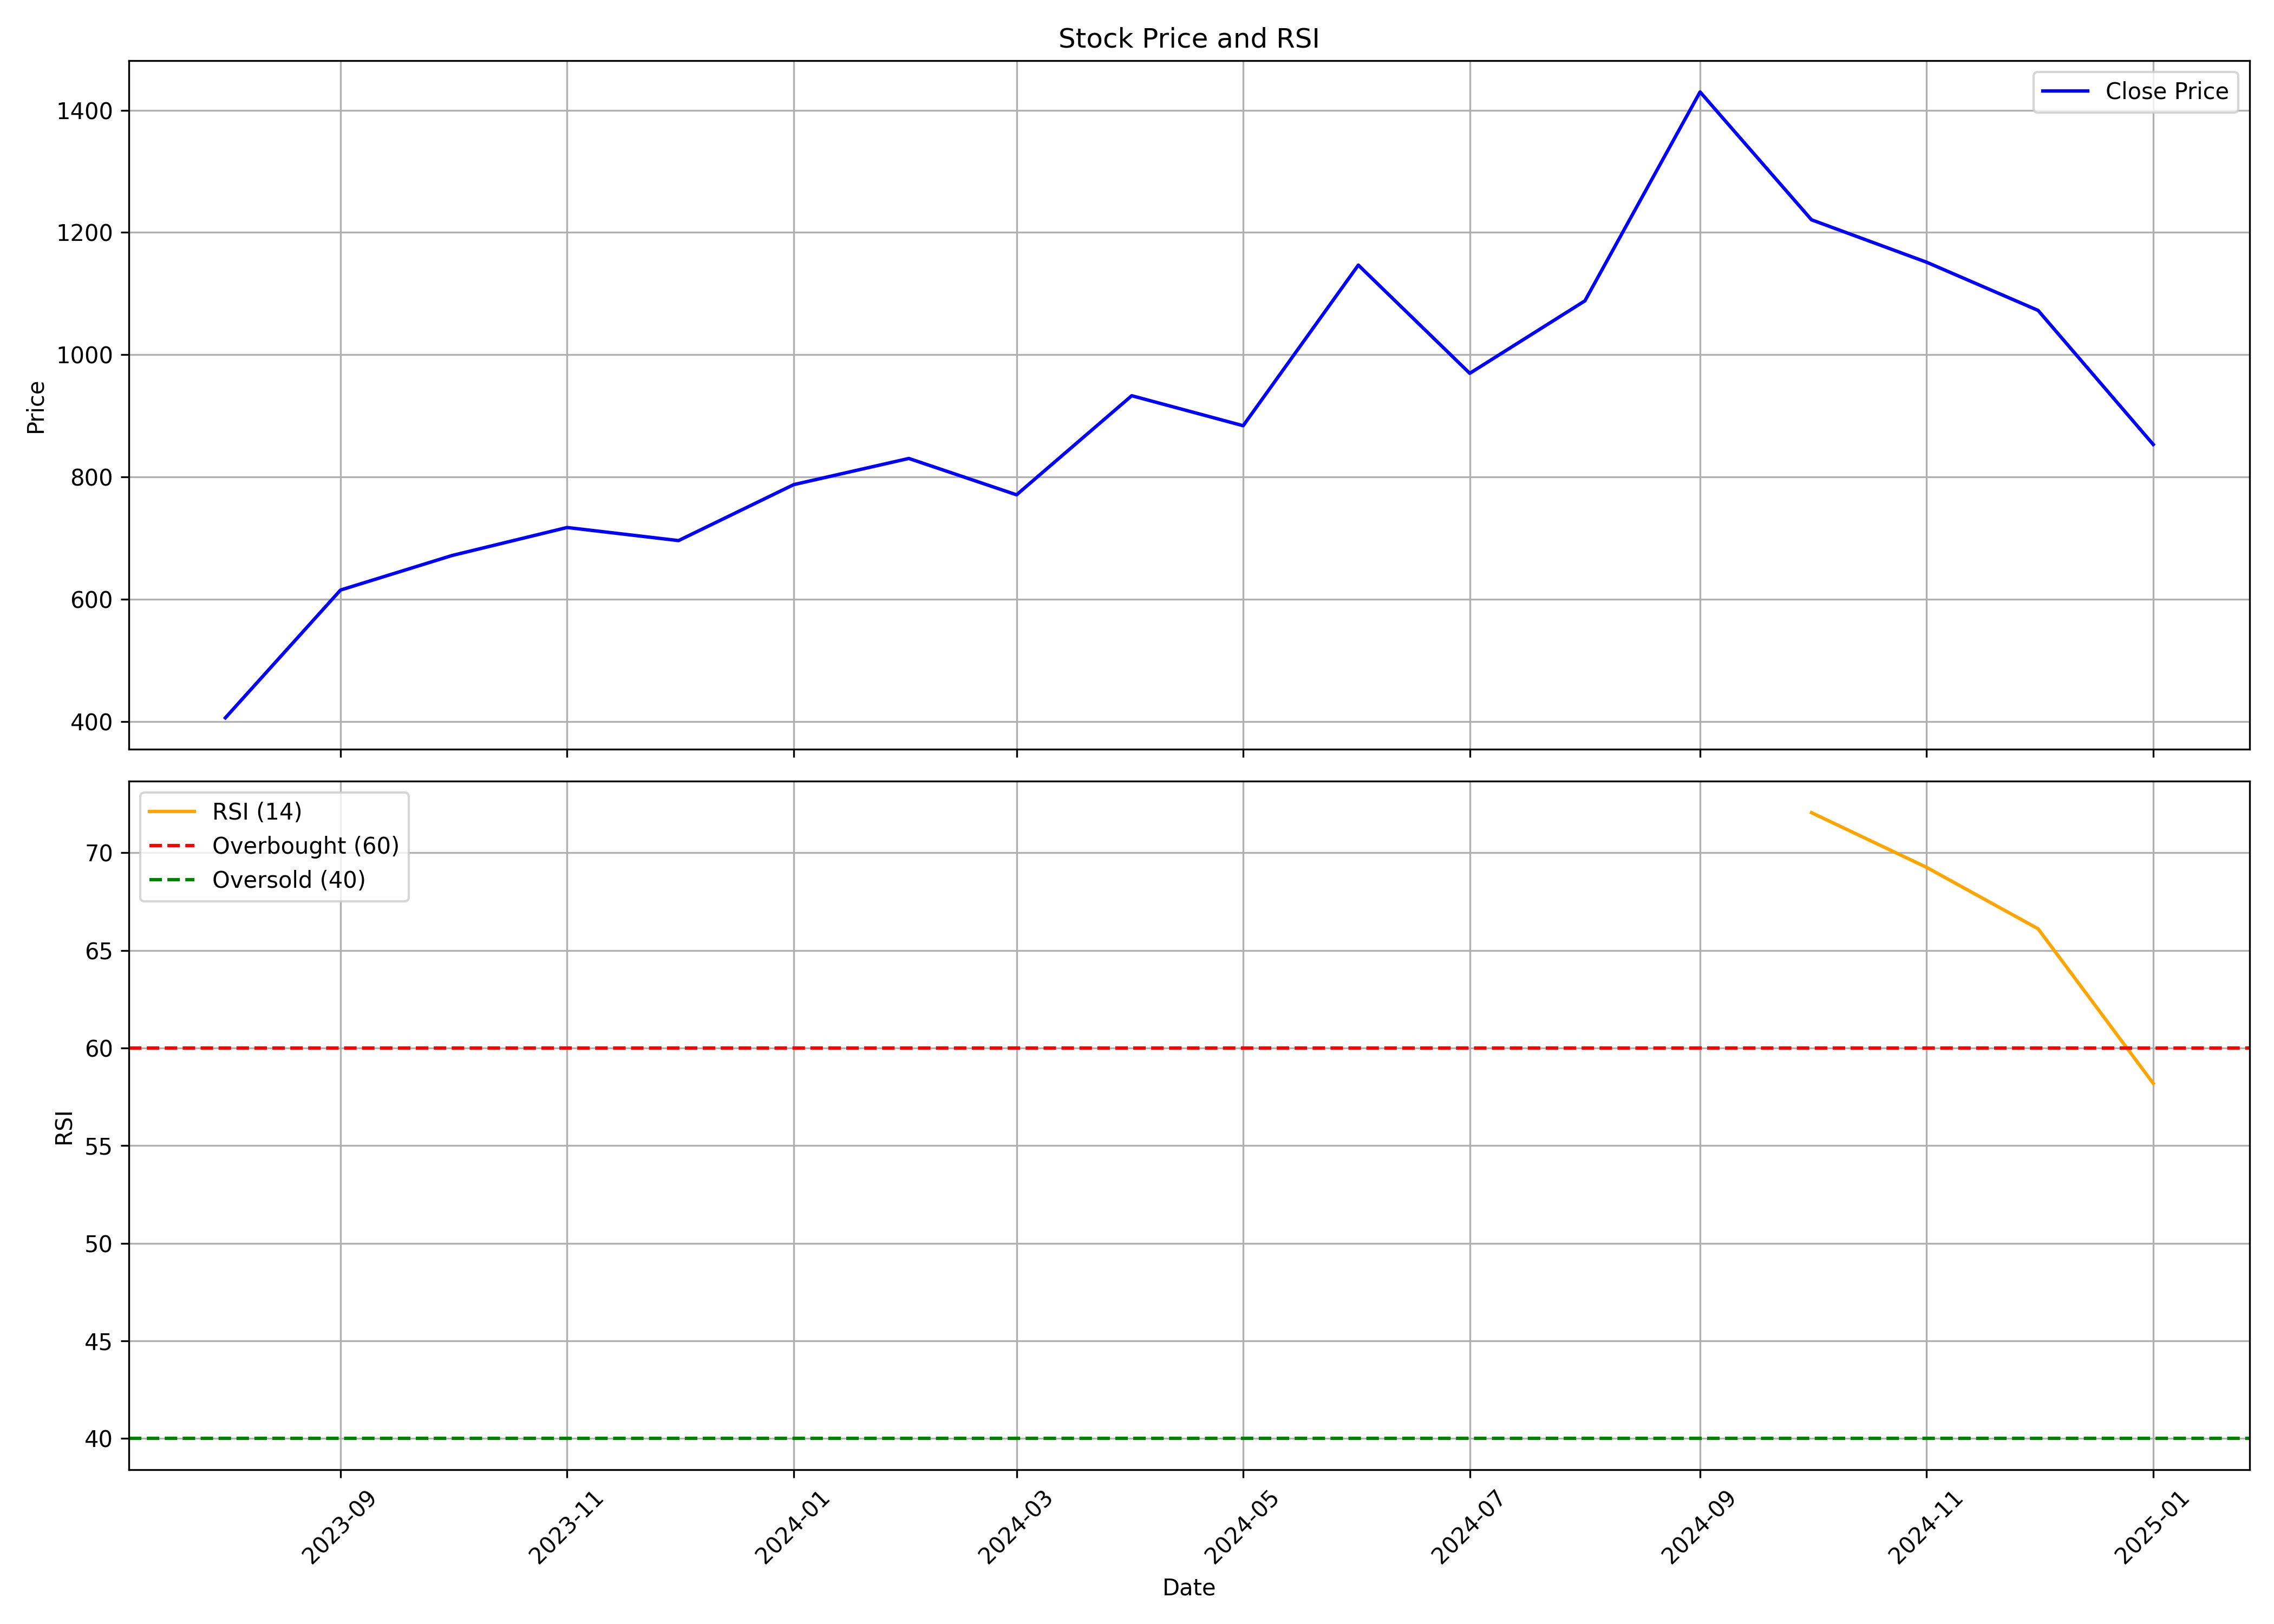 Stock Price and RSI
Close Price
1400
1200
1000
800
600
400
Price
RSI (14)
Overbought (60)
Oversold (40)
70
65
60
55
50
45
40
RSI
2023-09
2023-11
2024-01
2024-03
2024-05
2024-07
2024-09
2024-11
2025-01
Date